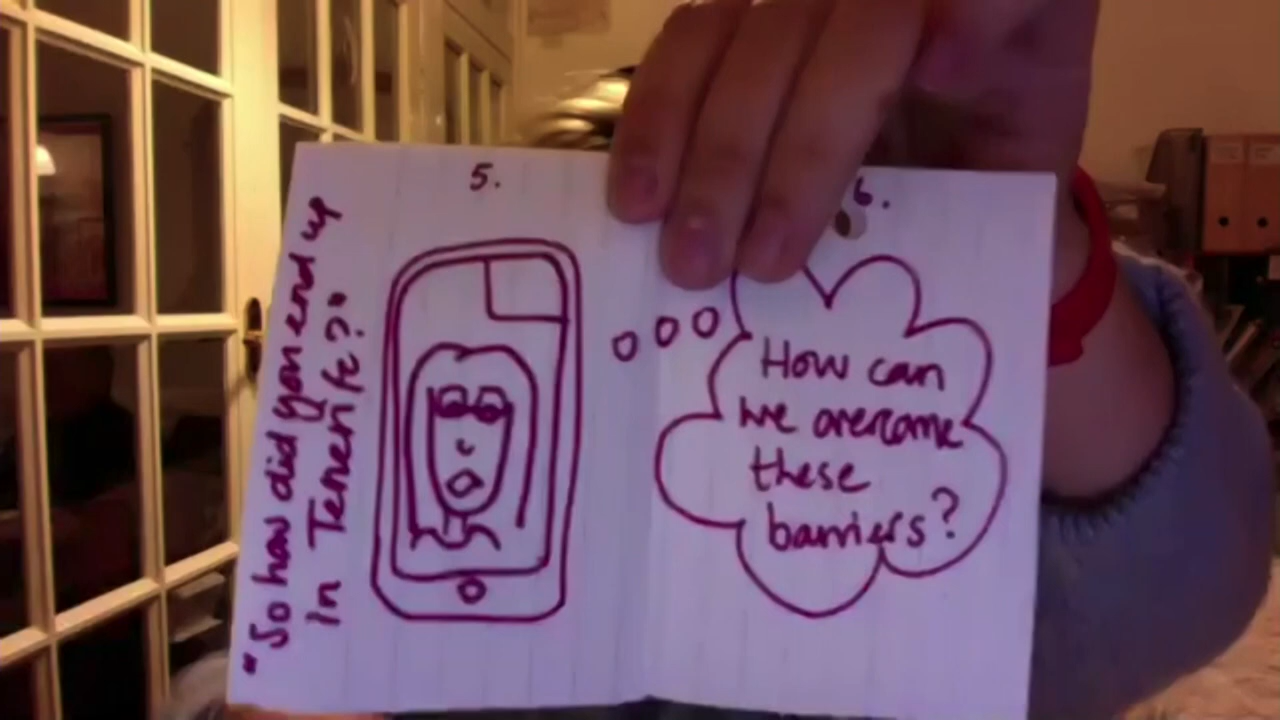 5.
"So how did you end up
in Tenerife?"
6.
How can
we overcome
these
barriers?